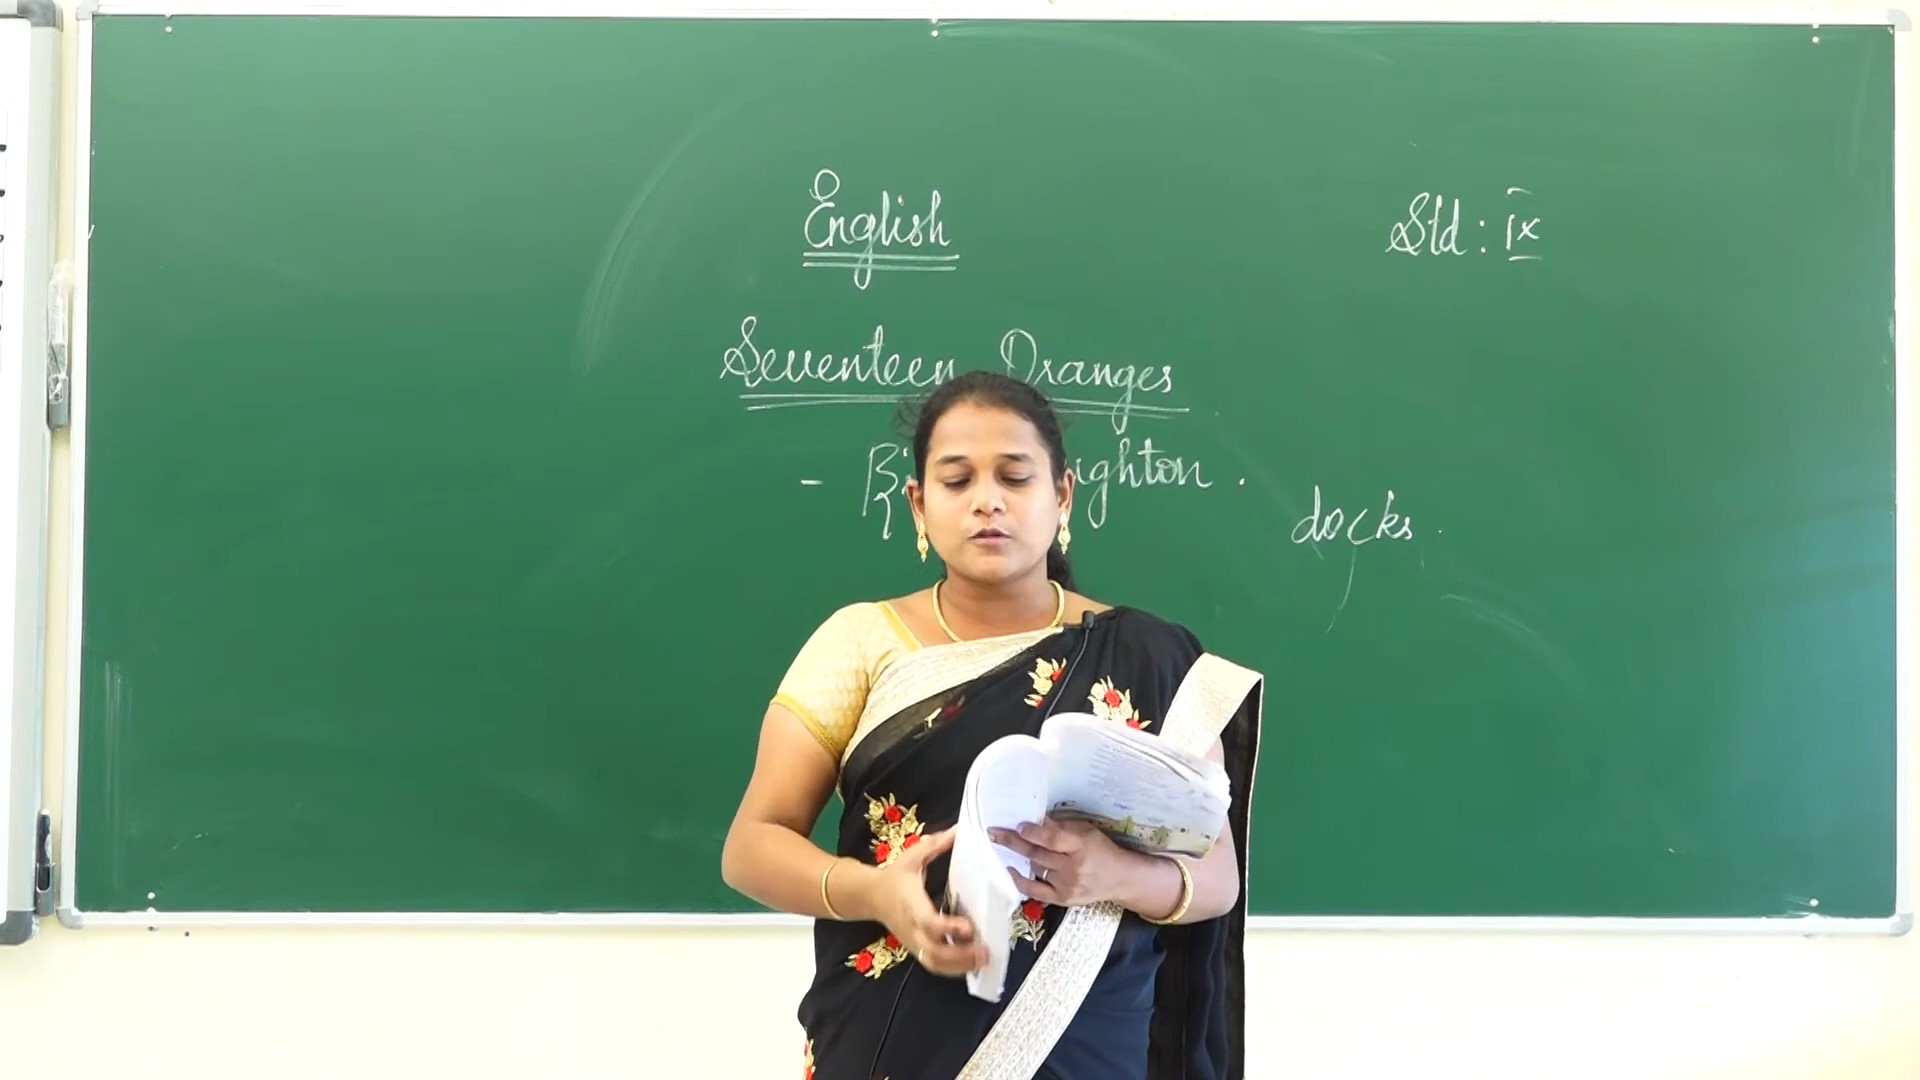 English
Std : IX
Seventeen Oranges
-
docks.